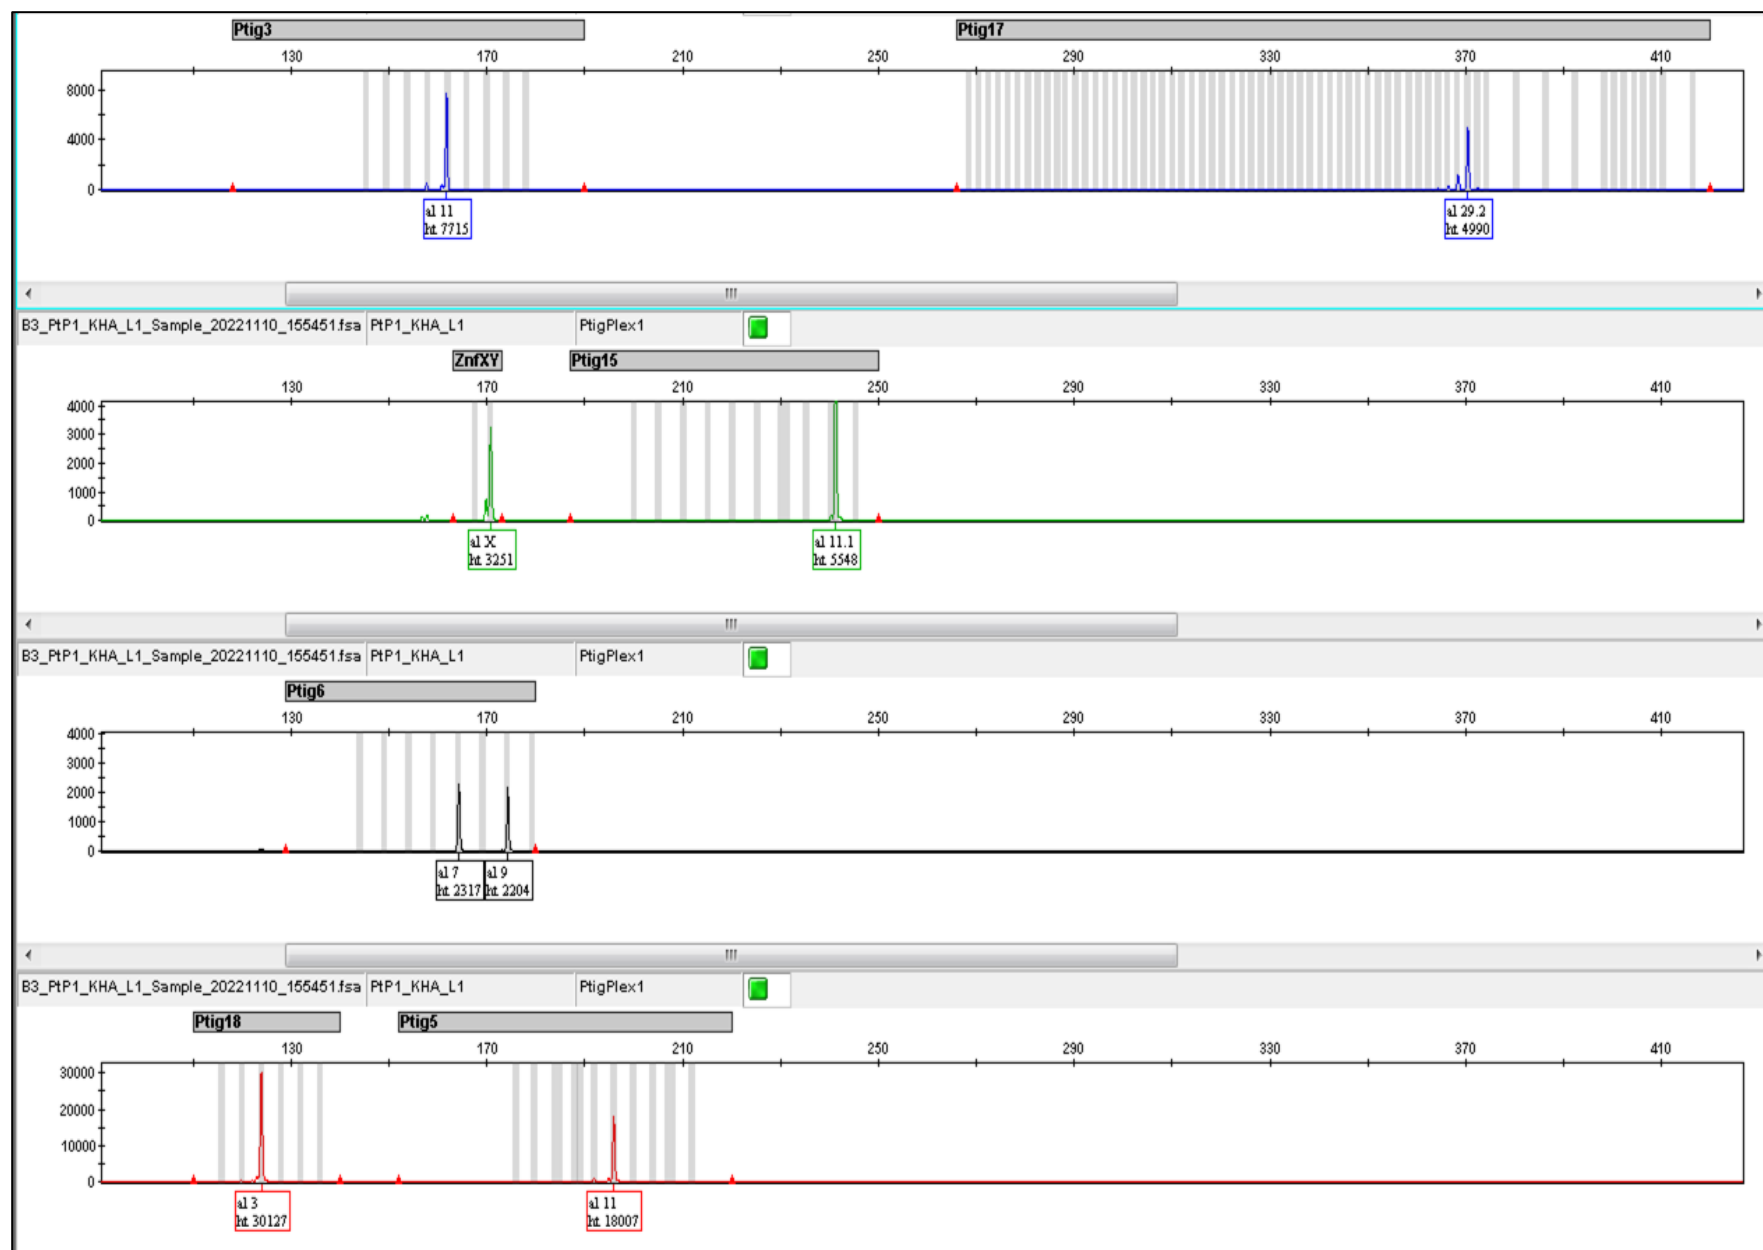 Ptig3 Ptig17
130 170 210 250 290 330 370 410
8000
4000
0
al 11
ht 7715
al 29.2
ht 4990
B3_PtP1_KHA_L1_Sample_20221110_155451.fsa PtP1_KHA_L1 PtigPlex1
ZnfXY Ptig15
130 170 210 250 290 330 370 410
4000
3000
2000
1000
0
al X
ht 3251
al 11.1
ht 5548
B3_PtP1_KHA_L1_Sample_20221110_155451.fsa PtP1_KHA_L1 PtigPlex1
Ptig6
130 170 210 250 290 330 370 410
4000
3000
2000
1000
0
al 7
ht 2317
al 9
ht 2204
B3_PtP1_KHA_L1_Sample_20221110_155451.fsa PtP1_KHA_L1 PtigPlex1
Ptig18 Ptig5
130 170 210 250 290 330 370 410
30000
20000
10000
0
al 3
ht 30127
al 11
ht 18007